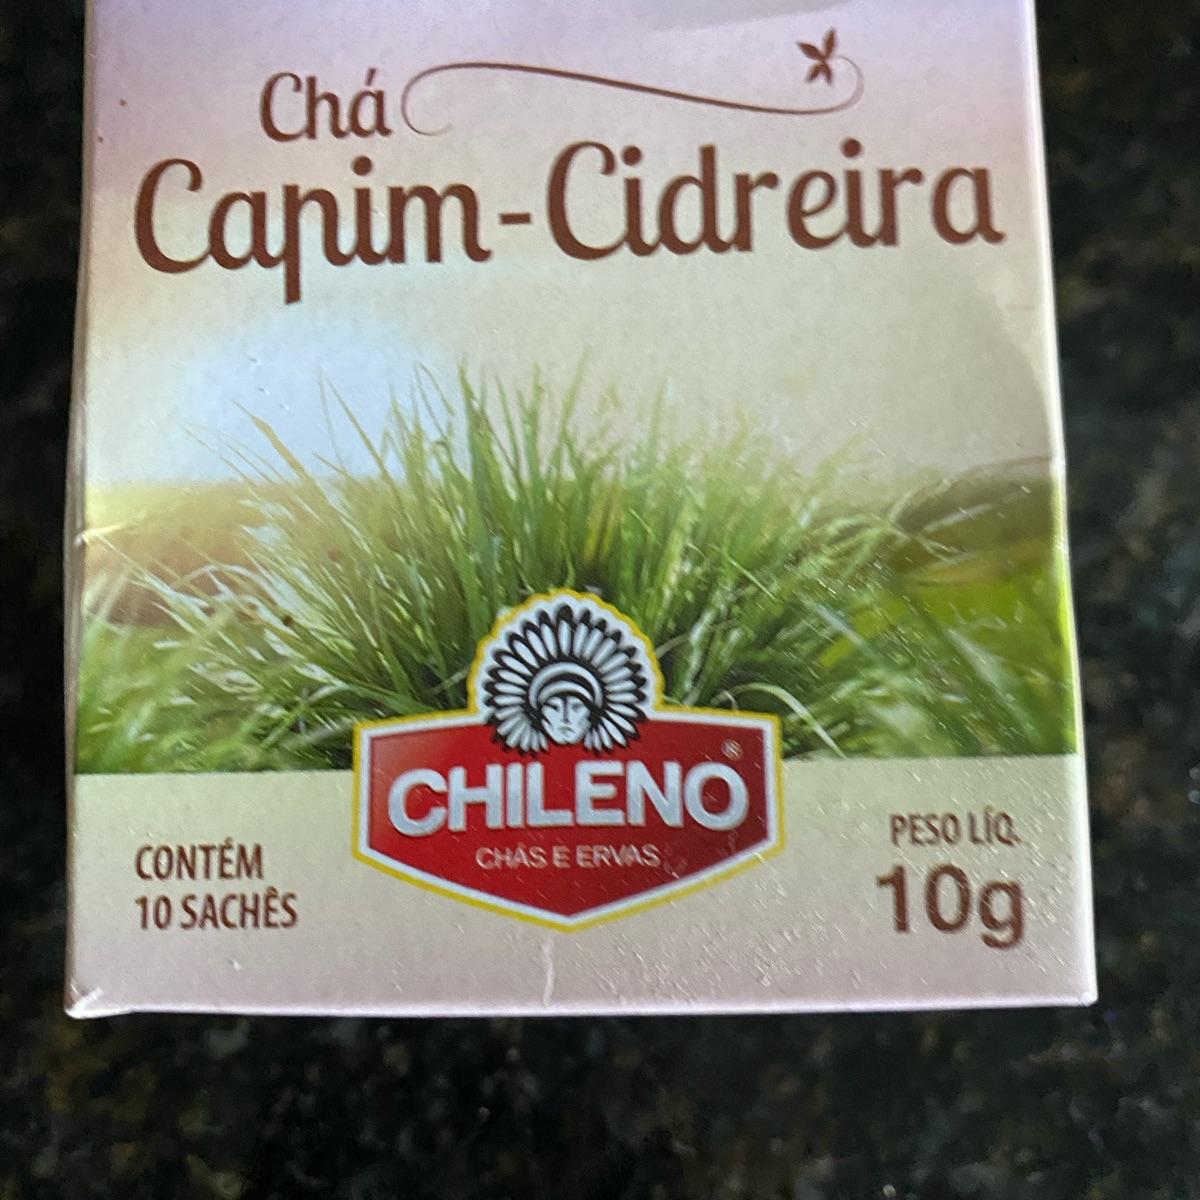 Chá
Capim-Cidreira
CHILENO®
CHÁS E ERVAS
CONTÉM
10 SACHÊS
PESO LÍQ.
10g